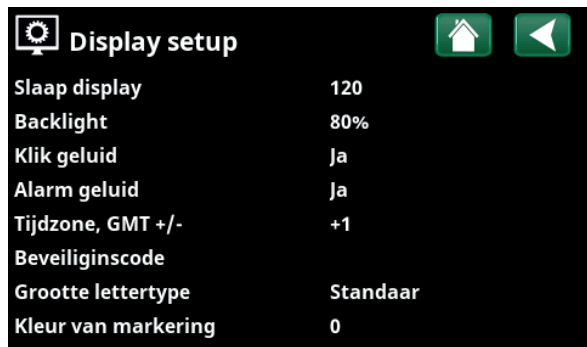 Display setup
Slaap display 120
Backlight 80%
Klik geluid Ja
Alarm geluid Ja
Tijdzone, GMT +/- +1
Beveiliginscode
Grootte lettertype Standaar
Kleur van markering 0